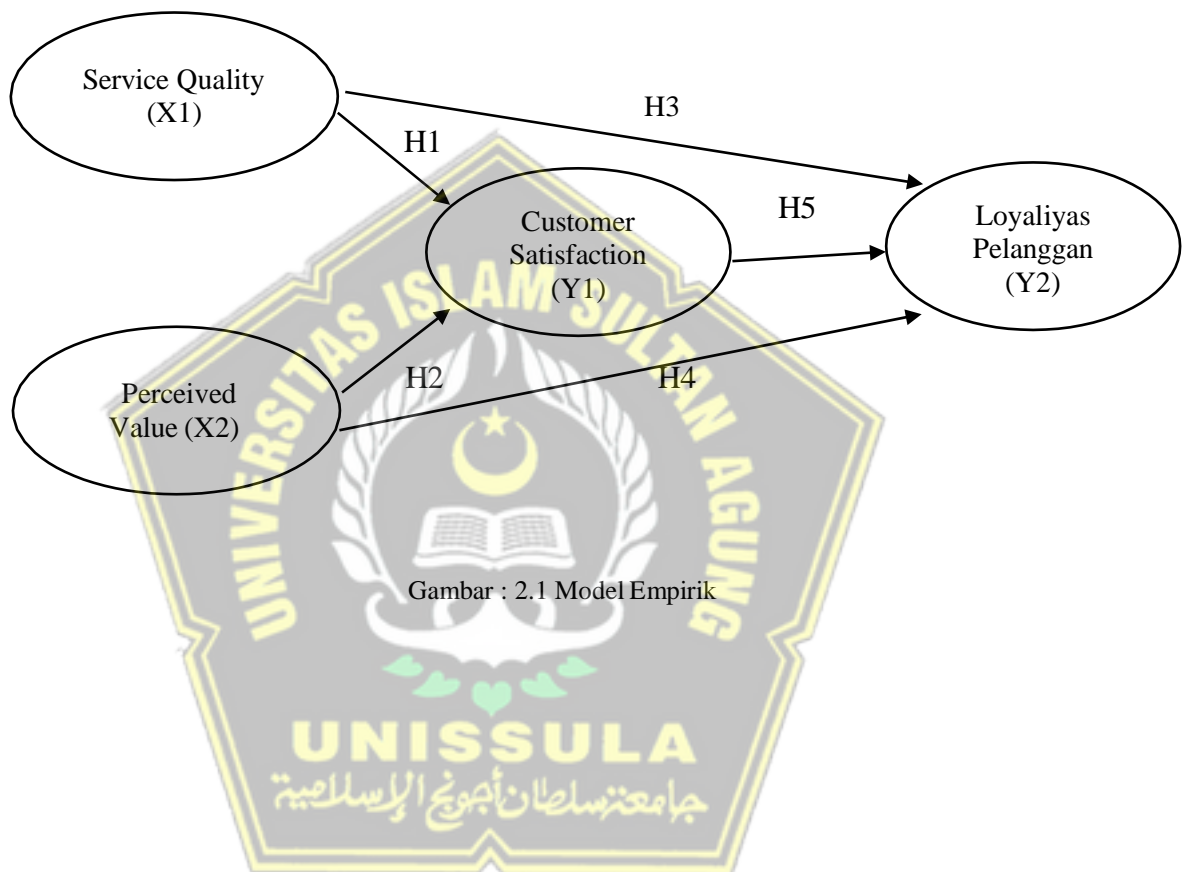 Service Quality
(X1)
H3
H1
Customer
Satisfaction
(Y1)
H5
Loyaliyas
Pelanggan
(Y2)
Perceived
Value (X2)
H2
H4
UNIVERSITAS ISLAM SULTAN AGUNG
Gambar : 2.1 Model Empirik
UNISSULA
جامعة سلطان أجونج الإسلامية